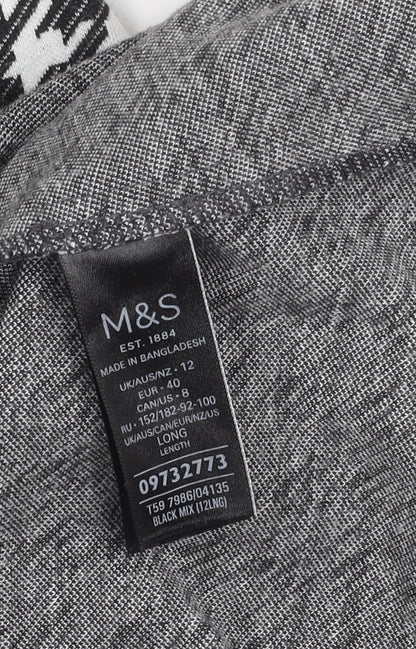 M&S
EST. 1884
MADE IN BANGLADESH
UK/AUS/NZ • 12
EUR • 40
CAN/US • 8
RU • 152/182-92-100
UK/AUS/CAN/EUR/NZ/US
LONG
LENGTH
09732773
T59 7986/04135
BLACK MIX (12LNG)